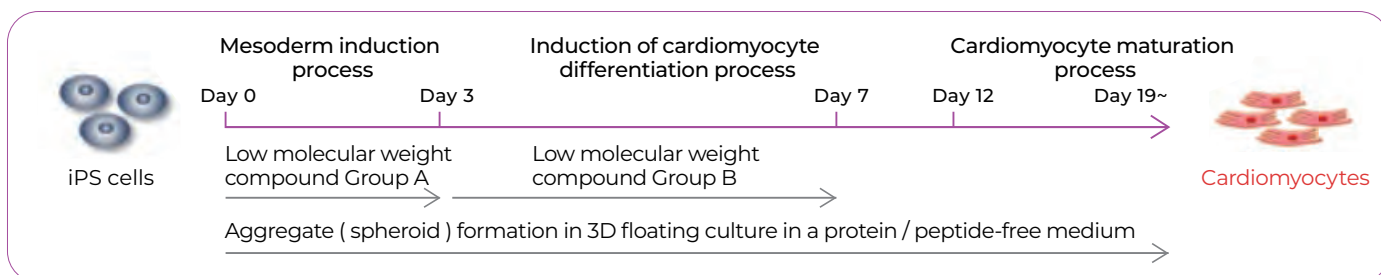 Mesoderm induction
process
Induction of cardiomyocyte
differentiation process
Cardiomyocyte maturation
process
Day 0
Day 3
Day 7
Day 12
Day 19~
iPS cells
Low molecular weight
compound Group A
Low molecular weight
compound Group B
Cardiomyocytes
Aggregate ( spheroid ) formation in 3D floating culture in a protein / peptide-free medium